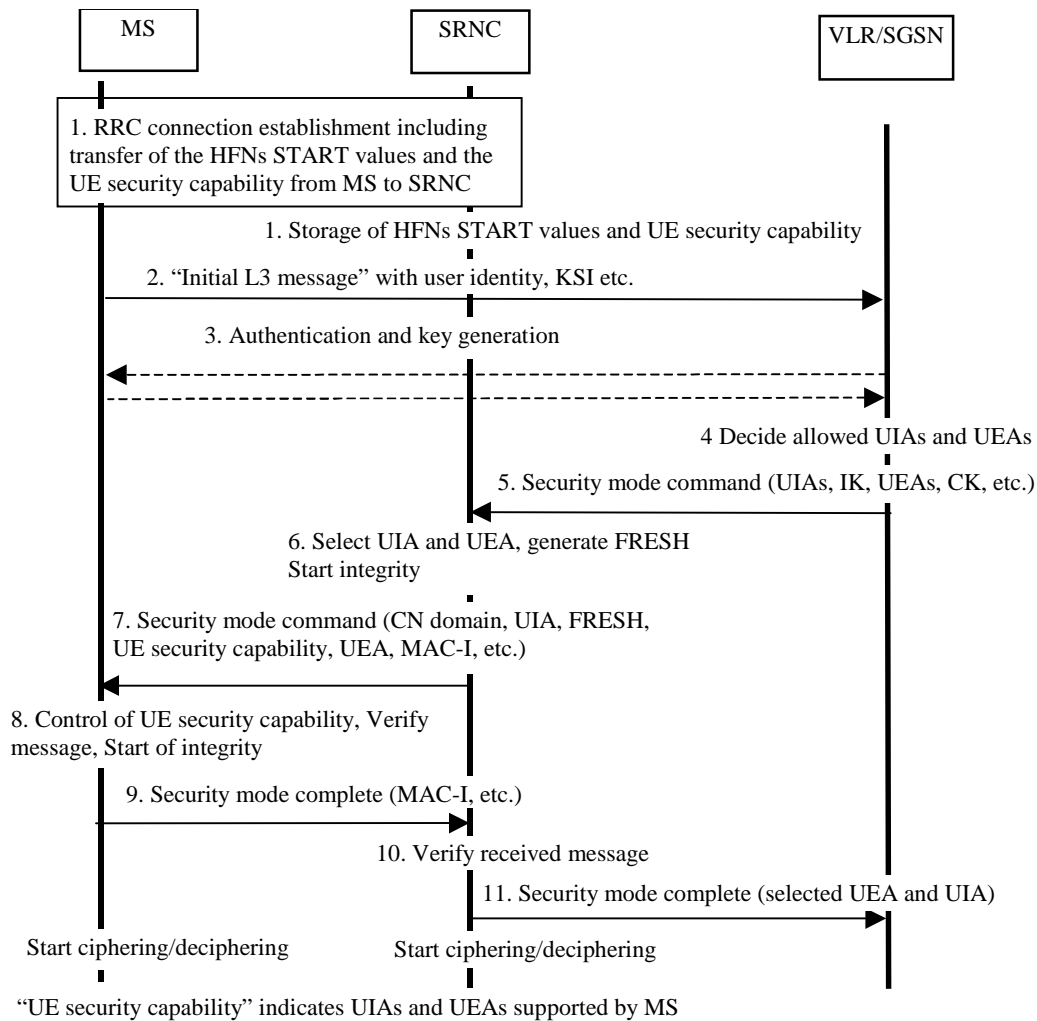 MS
SRNC
VLR/SGSN
1. RRC connection establishment including
transfer of the HFNs START values and the
UE security capability from MS to SRNC
1. Storage of HFNs START values and UE security capability
2. “Initial L3 message” with user identity, KSI etc.
3. Authentication and key generation
4 Decide allowed UIAs and UEAs
5. Security mode command (UIAs, IK, UEAs, CK, etc.)
6. Select UIA and UEA, generate FRESH
Start integrity
7. Security mode command (CN domain, UIA, FRESH,
UE security capability, UEA, MAC-I, etc.)
8. Control of UE security capability, Verify
message, Start of integrity
9. Security mode complete (MAC-I, etc.)
10. Verify received message
11. Security mode complete (selected UEA and UIA)
Start ciphering/deciphering
Start ciphering/deciphering
“UE security capability” indicates UIAs and UEAs supported by MS